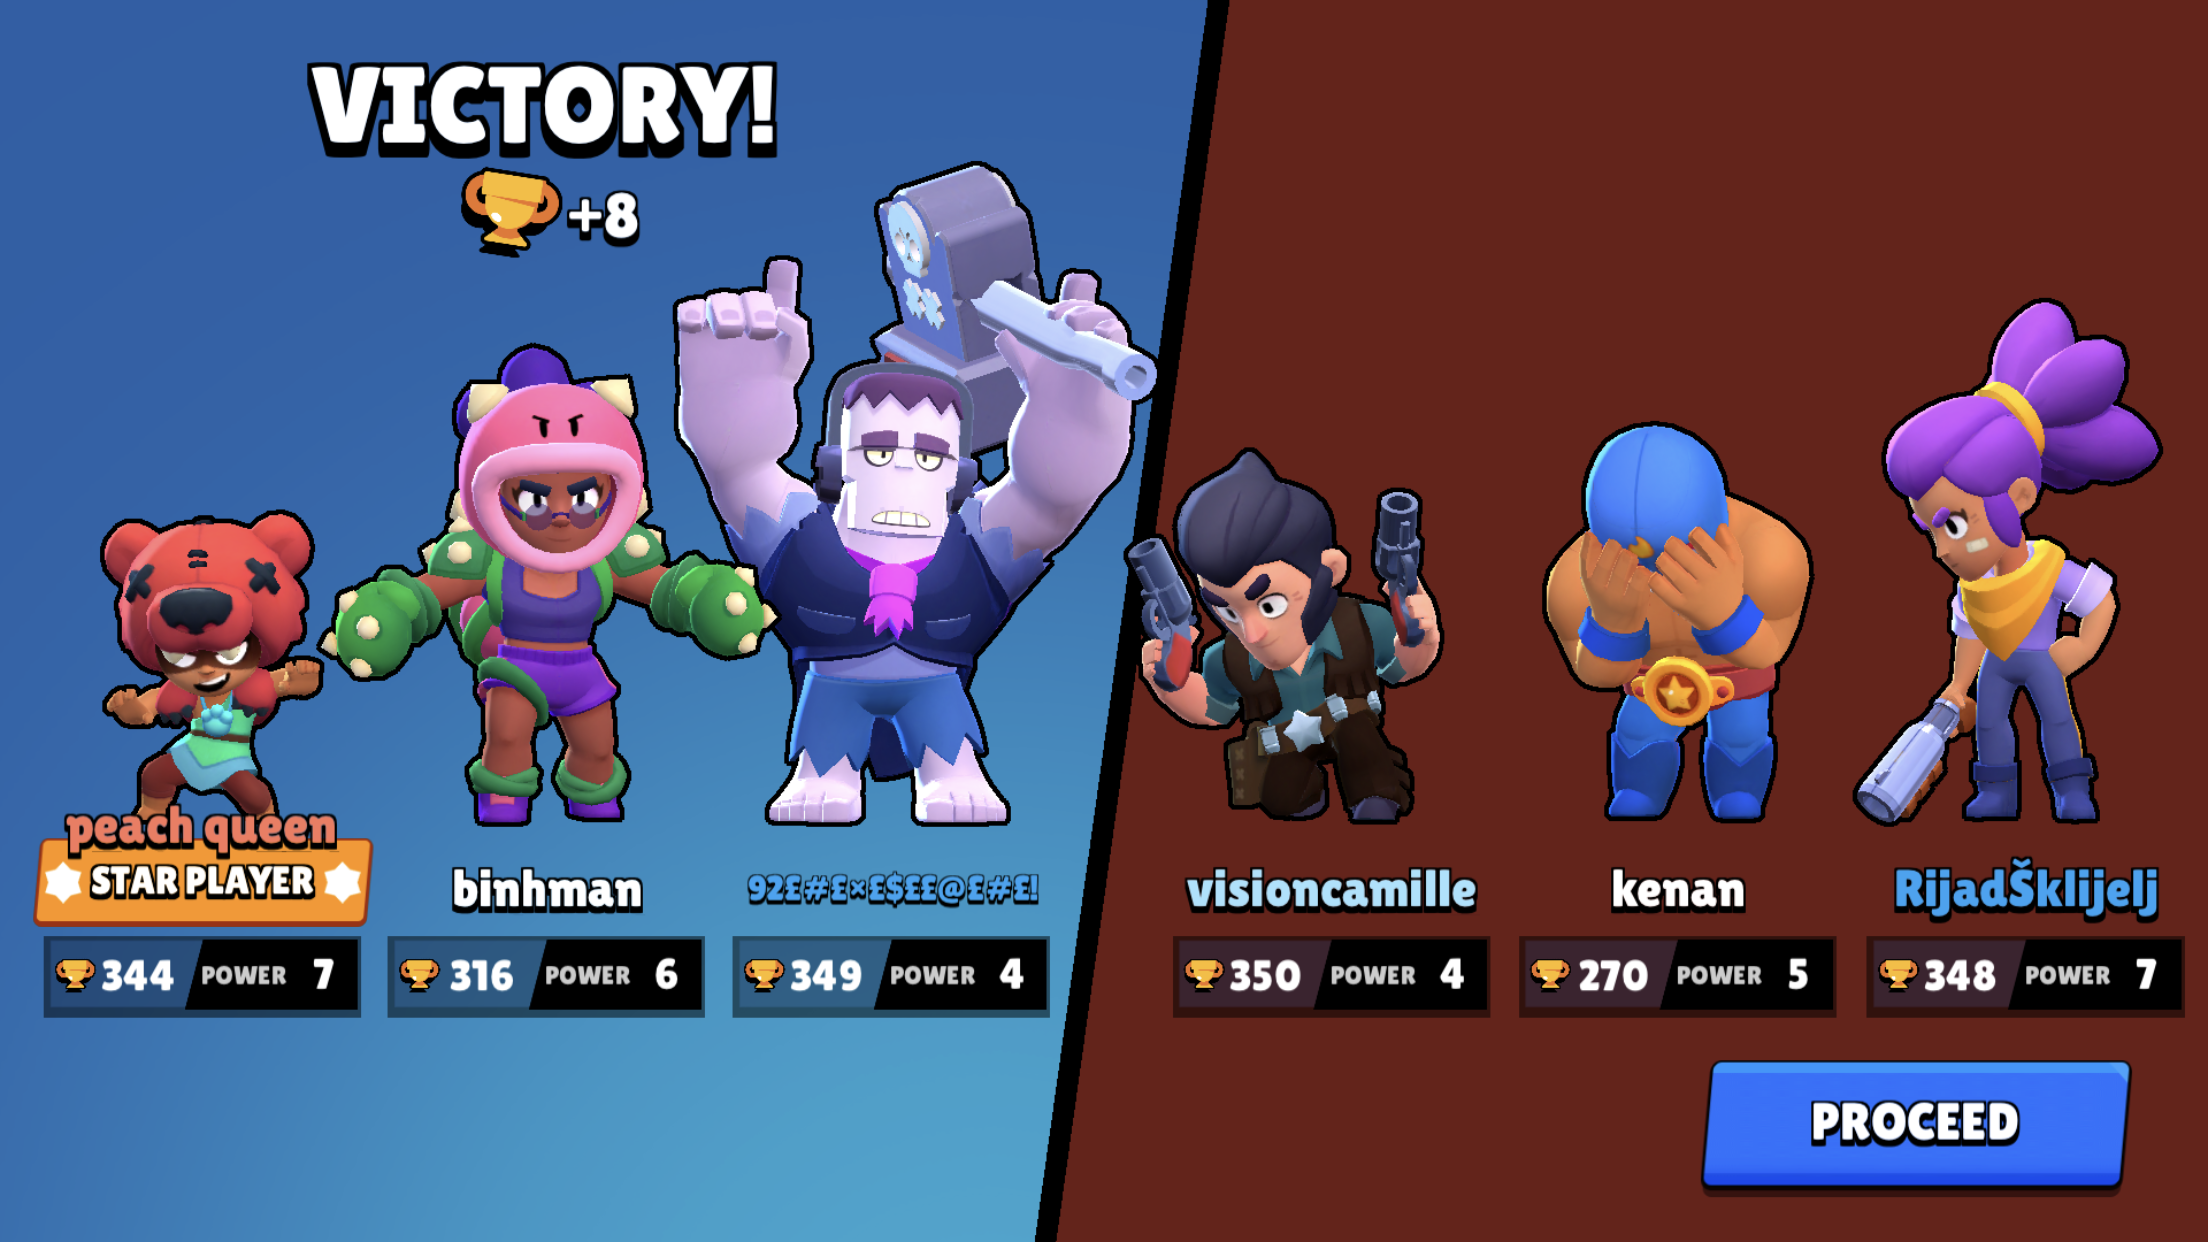 VICTORY!
+8
peach queen
STAR PLAYER
binhman
92£#£×£$££@£#£!
visioncamille
kenan
RijadŠklijelj
344 POWER 7
316 POWER 6
349 POWER 4
350 POWER 4
270 POWER 5
348 POWER 7
PROCEED